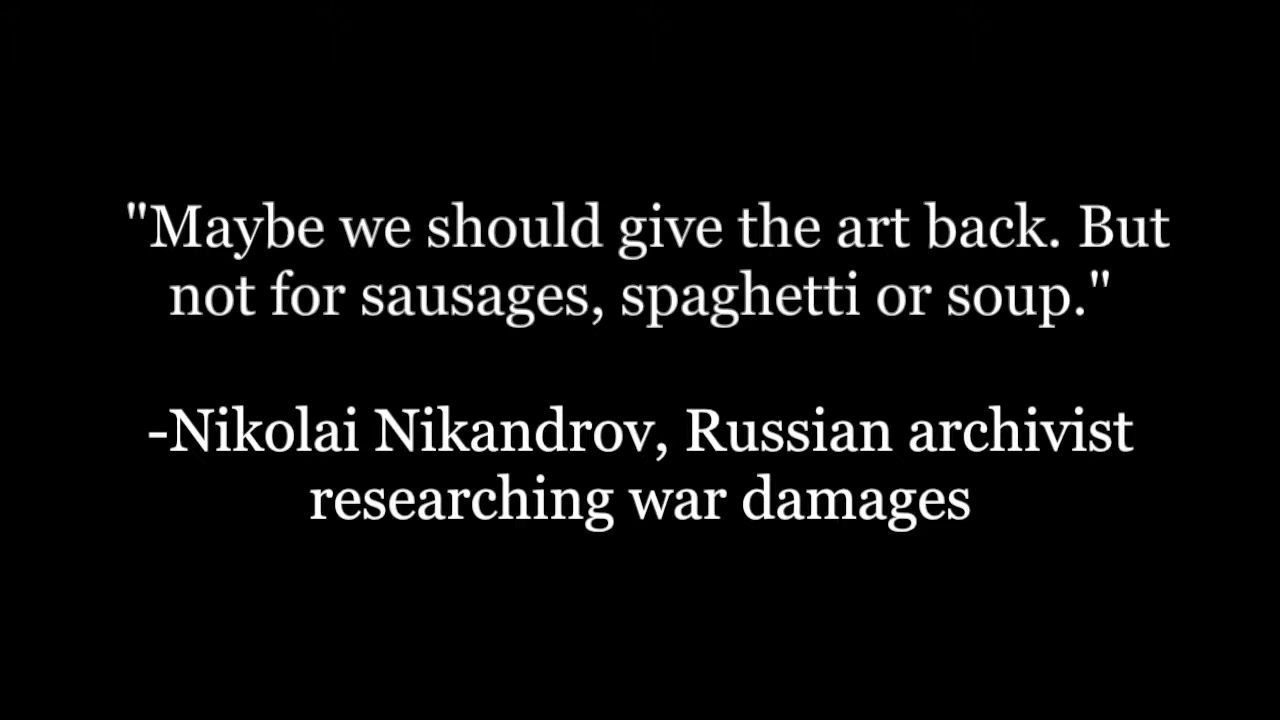 "Maybe we should give the art back. But
not for sausages, spaghetti or soup."
-Nikolai Nikandrov, Russian archivist
researching war damages